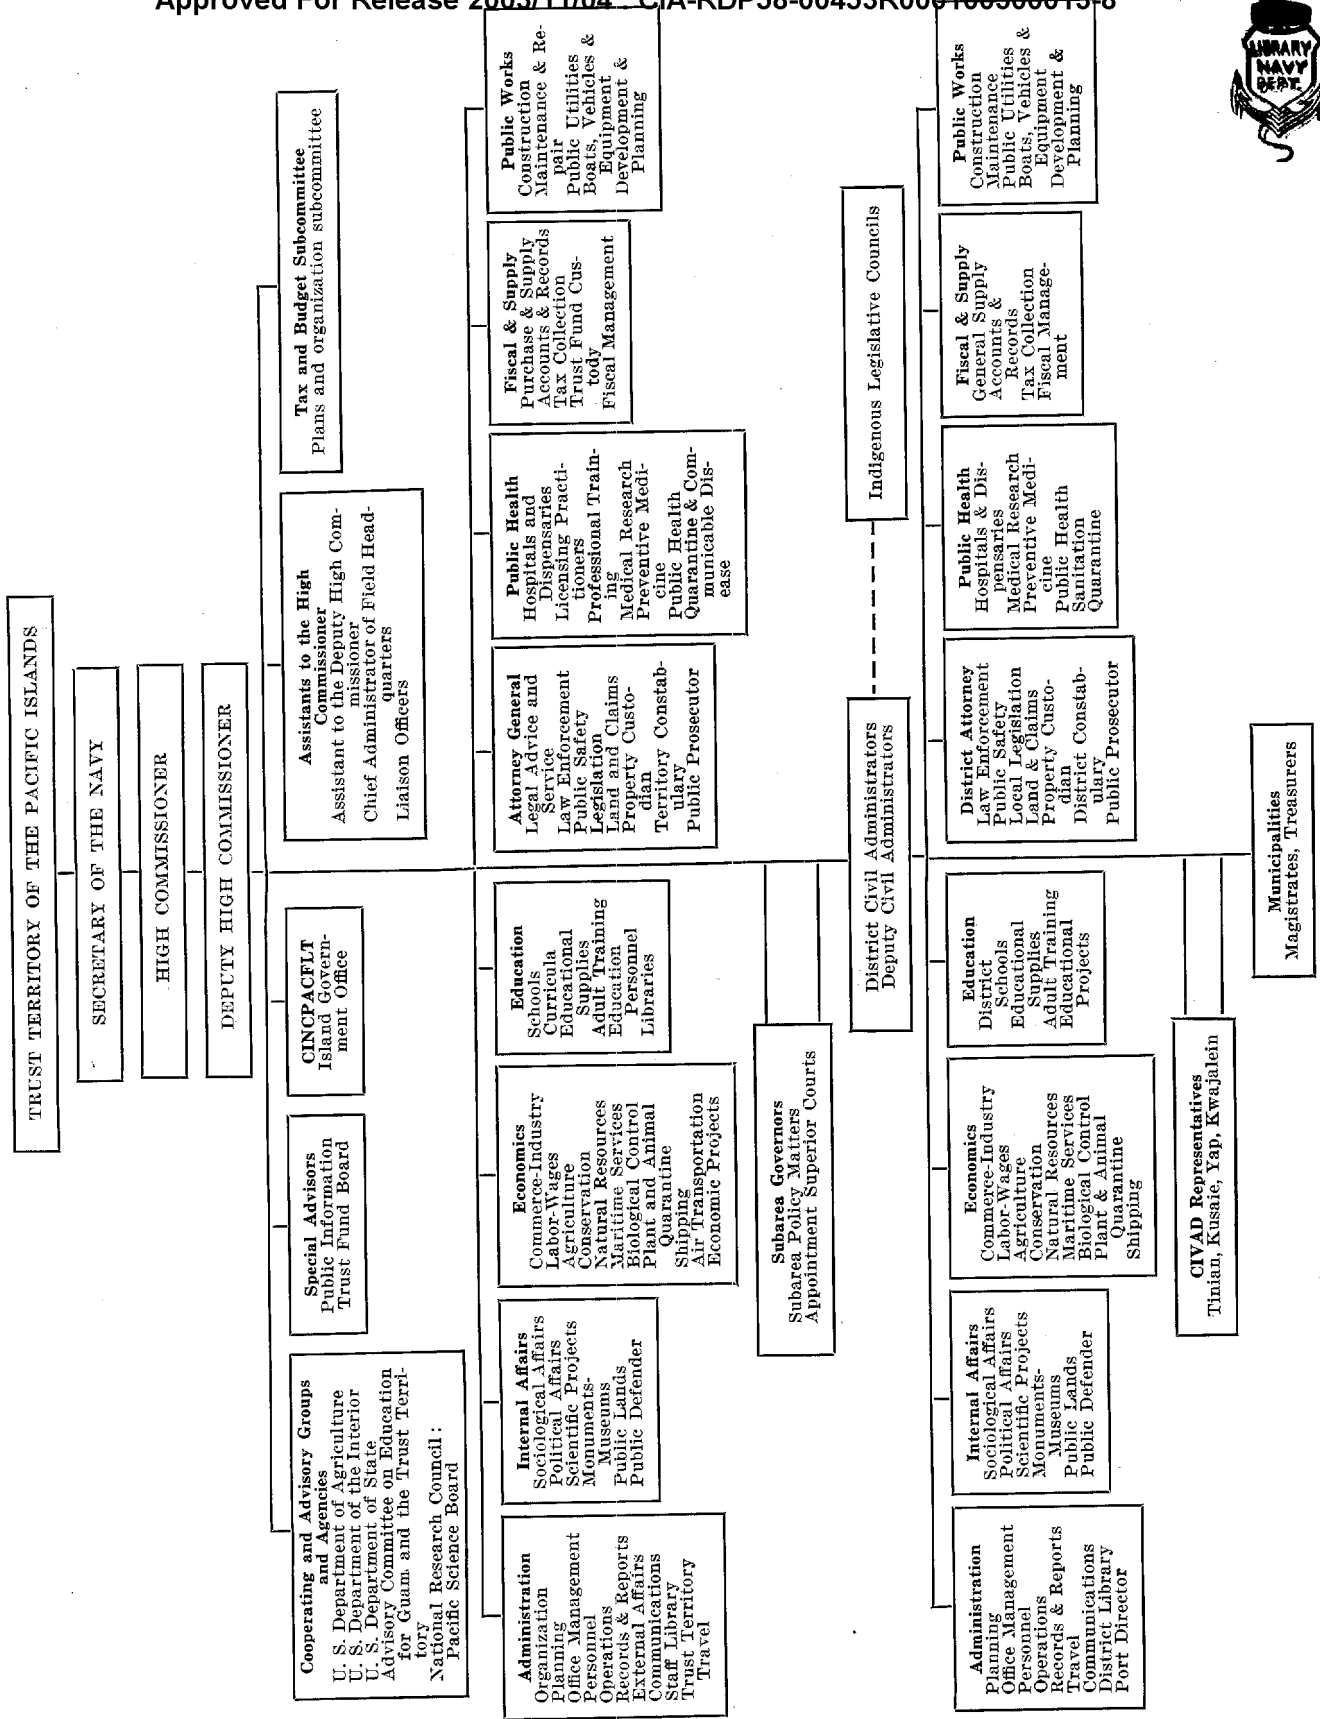 Approved For Release 2003/11/04 : CIA-RDP58-00453R000100300015-8
LIBRARY
NAVY
DEPT.
TRUST TERRITORY OF THE PACIFIC ISLANDS
SECRETARY OF THE NAVY
HIGH COMMISSIONER
DEPUTY HIGH COMMISSIONER
Cooperating and Advisory Groups
and Agencies
U. S. Department of Agriculture
U. S. Department of the Interior
U. S. Department of State
Advisory Committee on Education
for Guam and the Trust Terri-
tory
National Research Council:
Pacific Science Board
Special Advisors
Public Information
Trust Fund Board
CINCPACFLT
Island Govern-
ment Office
Assistants to the High
Commissioner
Assistant to the Deputy High Com-
missioner
Chief Administrator of Field Head-
quarters
Liaison Officers
Tax and Budget Subcommittee
Plans and organization subcommittee
Administration
Organization
Planning
Office Management
Personnel
Operations
Records & Reports
External Affairs
Communications
Staff Library
Trust Territory
Travel
Internal Affairs
Sociological Affairs
Political Affairs
Scientific Projects
Monuments-
Museums
Public Lands
Public Defender
Economics
Commerce-Industry
Labor-Wages
Agriculture
Conservation
Natural Resources
Maritime Services
Biological Control
Plant and Animal
Quarantine
Shipping
Air Transportation
Economic Projects
Education
Schools
Curricula
Educational
Supplies
Adult Training
Education
Personnel
Libraries
Attorney General
Legal Advice and
Service
Law Enforcement
Public Safety
Legislation
Land and Claims
Property Custo-
dian
Territory Constab-
ulary
Public Prosecutor
Public Health
Hospitals and
Dispensaries
Licensing Practi-
tioners
Professional Train-
ing
Medical Research
Preventive Medi-
cine
Public Health
Quarantine & Com-
municable Dis-
ease
Fiscal & Supply
Purchase & Supply
Accounts & Records
Tax Collection
Trust Fund Cus-
tody
Fiscal Management
Public Works
Construction
Maintenance & Re-
pair
Public Utilities
Boats, Vehicles &
Equipment
Development &
Planning
Subarea Governors
Subarea Policy Matters
Appointment Superior Courts
District Civil Administrators
Deputy Civil Administrators
Indigenous Legislative Councils
Administration
Planning
Office Management
Personnel
Operations
Records & Reports
Travel
Communications
District Library
Port Director
Internal Affairs
Sociological Affairs
Political Affairs
Scientific Projects
Monuments-
Museums
Public Lands
Public Defender
Economics
Commerce-Industry
Labor-Wages
Agriculture
Conservation
Natural Resources
Maritime Services
Biological Control
Plant & Animal
Quarantine
Shipping
Education
District
Schools
Educational
Supplies
Adult Training
Educational
Projects
District Attorney
Law Enforcement
Public Safety
Local Legislation
Land & Claims
Property Custo-
dian
District Constab-
ulary
Public Prosecutor
Public Health
Hospitals & Dis-
pensaries
Medical Research
Preventive Medi-
cine
Public Health
Sanitation
Quarantine
Fiscal & Supply
General Supply
Accounts &
Records
Tax Collection
Fiscal Manage-
ment
Public Works
Construction
Maintenance
Public Utilities
Boats, Vehicles &
Equipment
Development &
Planning
CIVAD Representatives
Tinian, Kusaie, Yap, Kwajalein
Municipalities
Magistrates, Treasurers